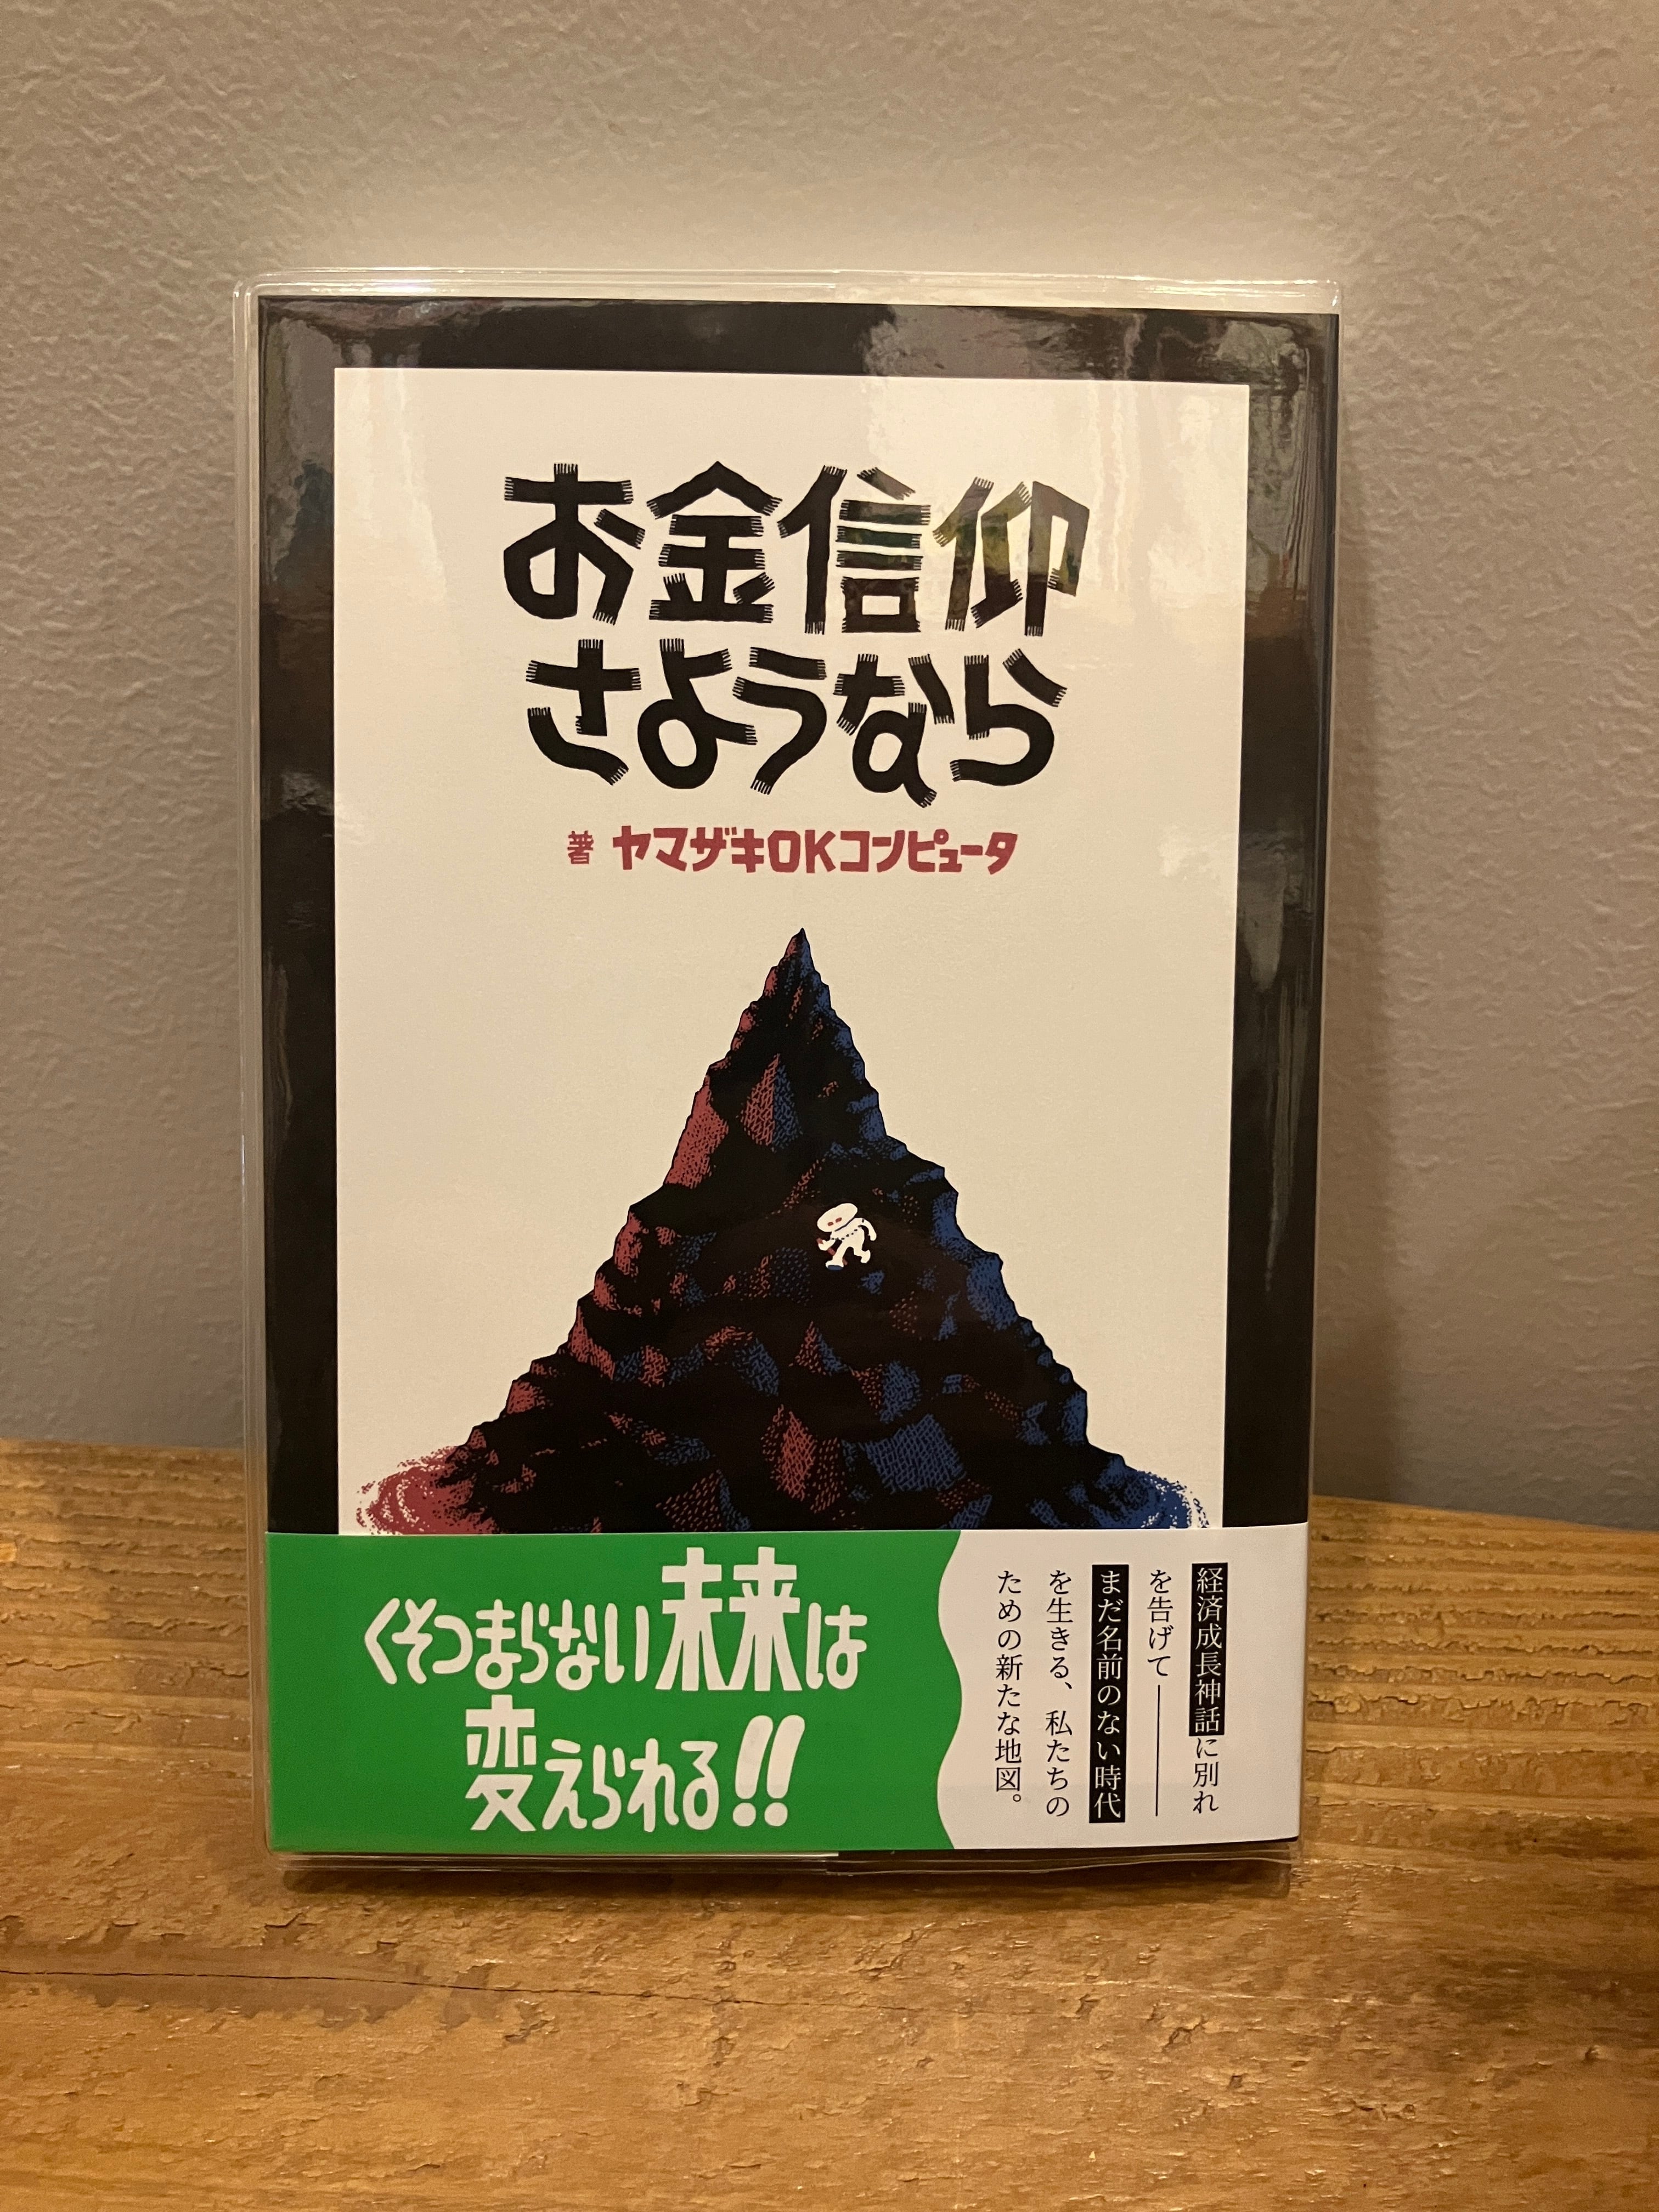 お金信仰
さようなら
著 ヤマザキOKコンピュータ
くそつまらない未来は
変えられる!!
経済成長神話に別れ
を告げて――
まだ名前のない時代
を生きる、私たちの
ための新たな地図。